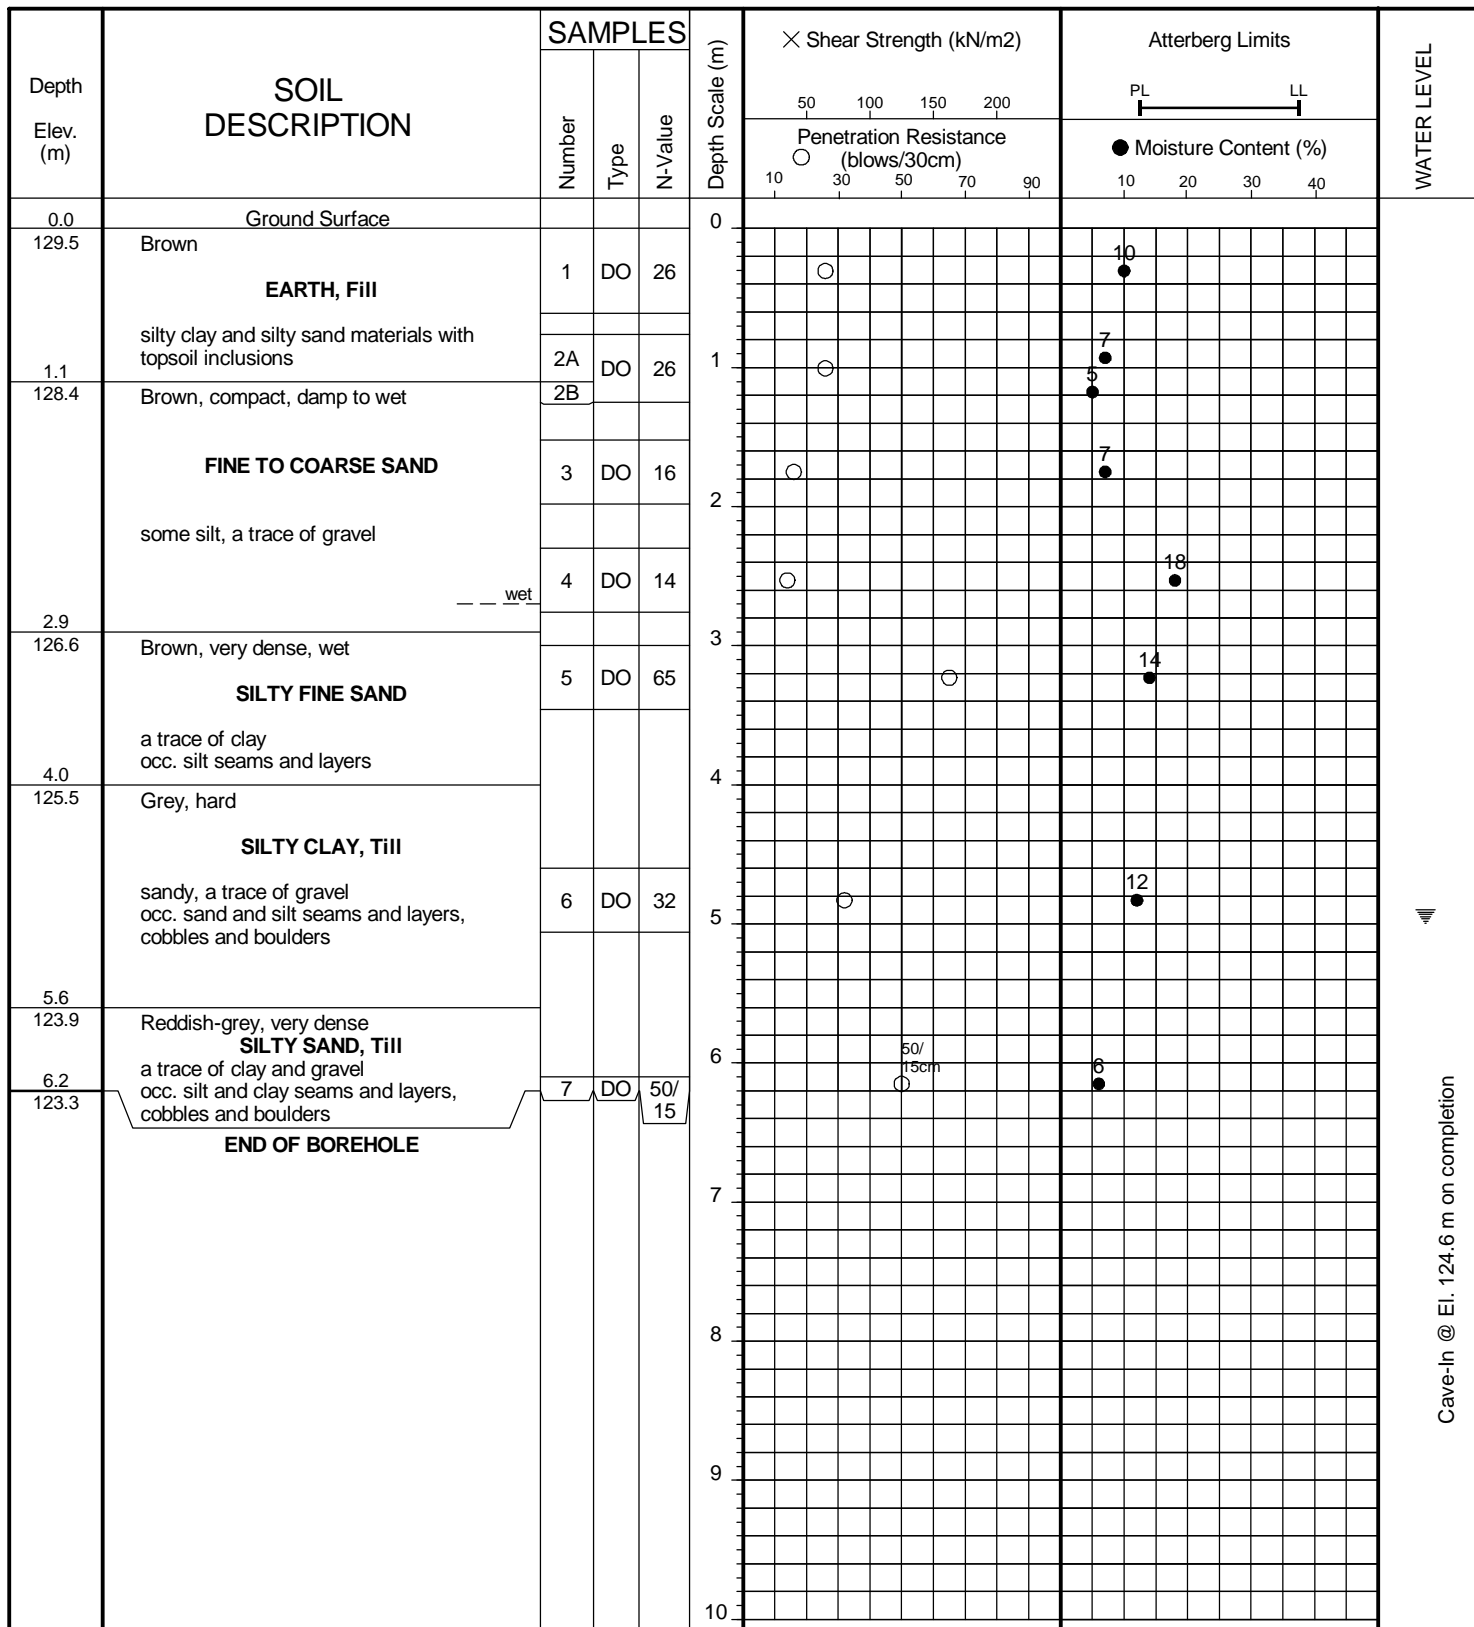 Depth
Elev.
(m)
SOIL
DESCRIPTION
SAMPLES
Number
Type
N-Value
Depth Scale (m)
Shear Strength (kN/m2)
50 100 150 200
Penetration Resistance
(blows/30cm)
10 30 50 70 90
Atterberg Limits
PL LL
Moisture Content (%)
10 20 30 40
WATER LEVEL
0.0 Ground Surface 0
129.5 Brown
1 DO 26 10
EARTH, Fill
silty clay and silty sand materials with
topsoil inclusions
2A DO 26 1 7
1.1
128.4 Brown, compact, damp to wet
2B 5
FINE TO COARSE SAND
3 DO 16 7
2
some silt, a trace of gravel
4 DO 14 18
wet
2.9
126.6 Brown, very dense, wet 3
5 DO 65 14
SILTY FINE SAND
a trace of clay
occ. silt seams and layers
4.0 4
125.5 Grey, hard
SILTY CLAY, Till
sandy, a trace of gravel
occ. sand and silt seams and layers,
cobbles and boulders
6 DO 32 12
5
5.6
123.9 Reddish-grey, very dense
SILTY SAND, Till
a trace of clay and gravel
occ. silt and clay seams and layers,
cobbles and boulders
6 50/
15cm 6
6.2
123.3
7 DO 50/
15
END OF BOREHOLE
7
8
9
10
Cave-In @ El. 124.6 m on completion